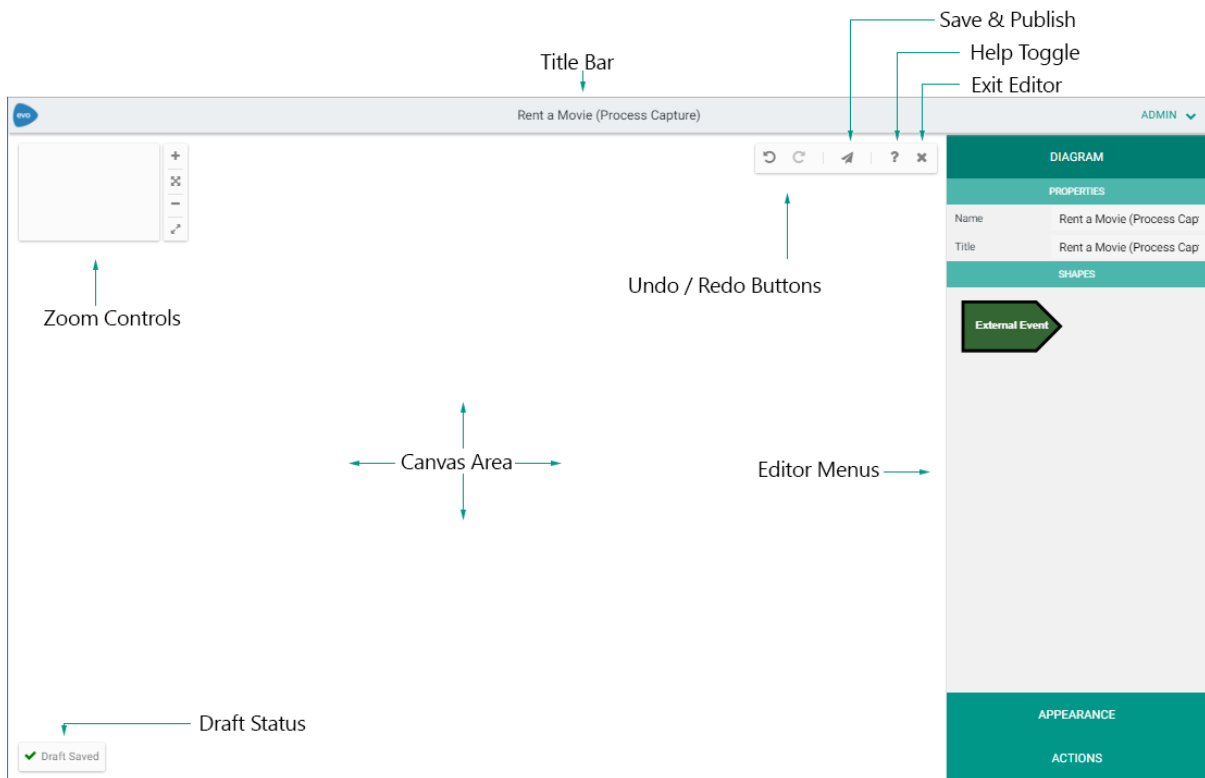 Save & Publish
Help Toggle
Title Bar
Exit Editor
evo
Rent a Movie (Process Capture)
ADMIN
DIAGRAM
PROPERTIES
Name
Rent a Movie (Process Cap
Title
Rent a Movie (Process Cap
SHAPES
Undo / Redo Buttons
Zoom Controls
External Event
Canvas Area
Editor Menus
Draft Status
Draft Saved
APPEARANCE
ACTIONS